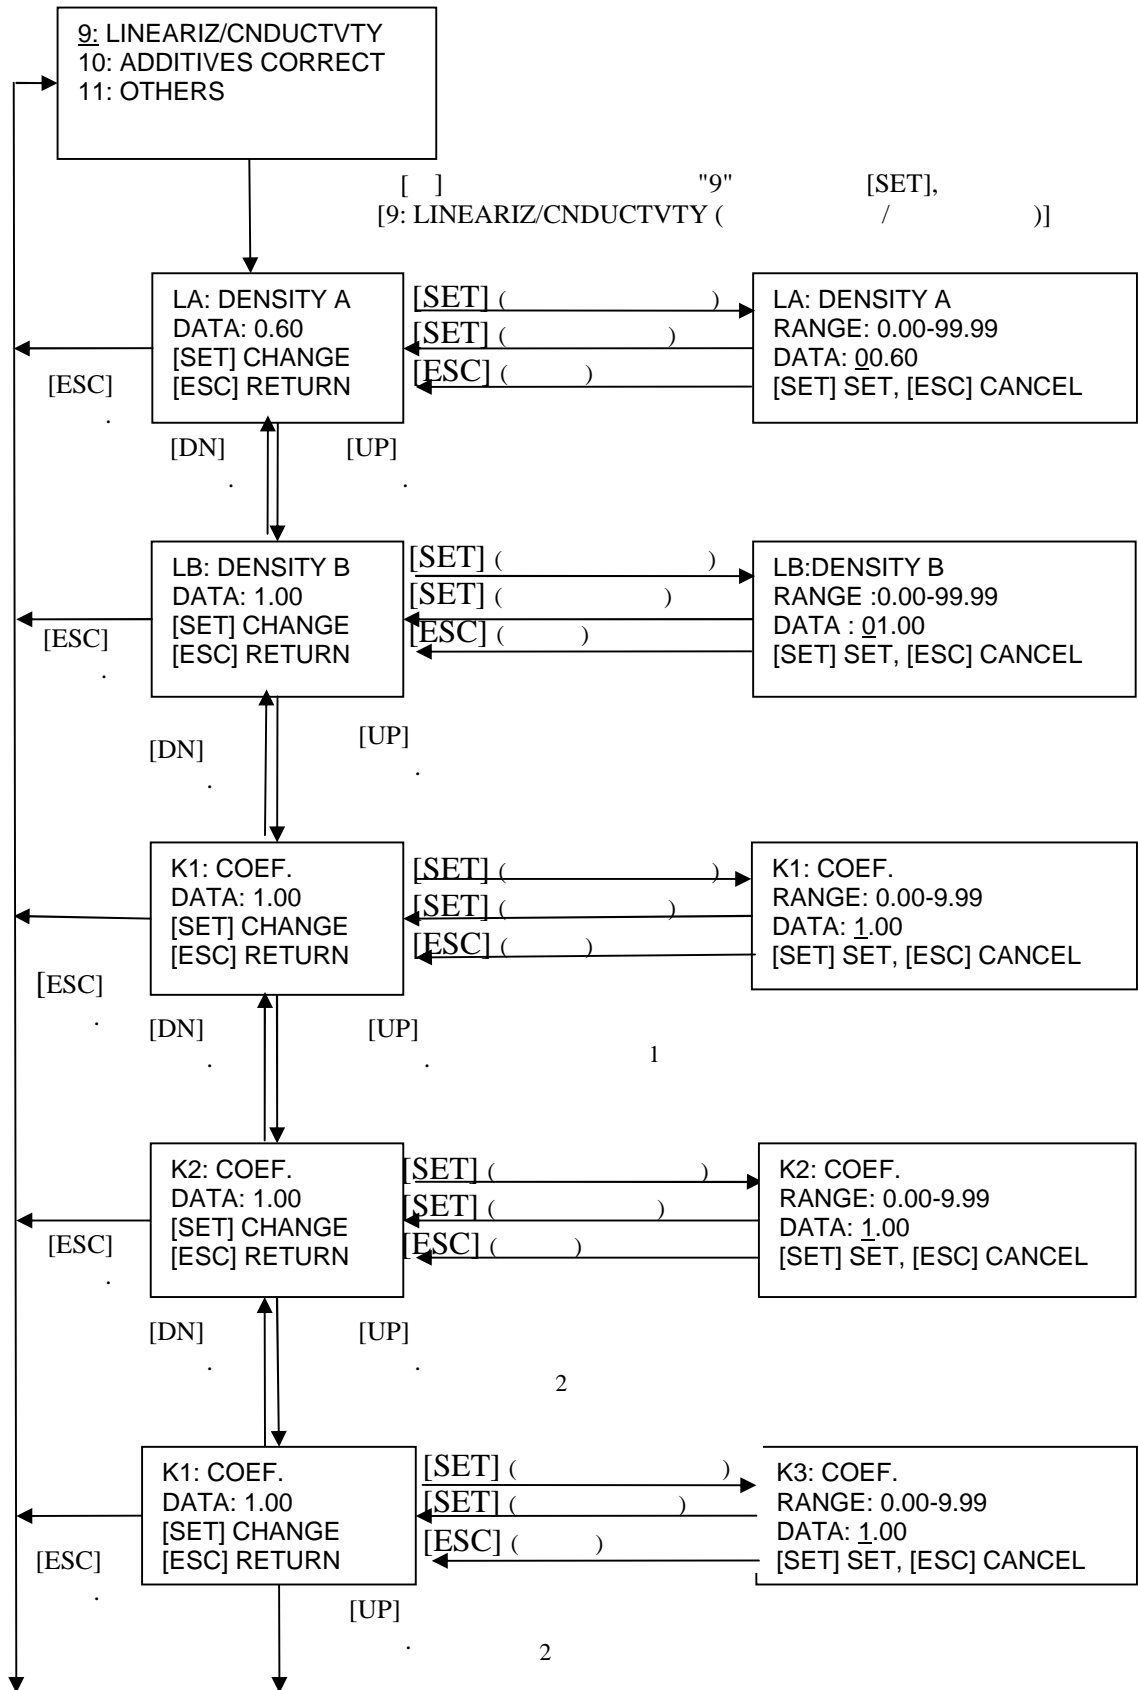 9: LINEARIZ/CNDUCTVTY
10: ADDITIVES CORRECT
11: OTHERS
[ ] "9" [SET],
[9: LINEARIZ/CNDUCTVTY ( / )]
LA: DENSITY A
DATA: 0.60
[SET] CHANGE
[ESC] RETURN
[SET] ( )
[SET] ( )
[ESC] ( )
LA: DENSITY A
RANGE: 0.00-99.99
DATA: 00.60
[SET] SET, [ESC] CANCEL
[ESC]
.
[DN] [UP]
. .
LB: DENSITY B
DATA: 1.00
[SET] CHANGE
[ESC] RETURN
[SET] ( )
[SET] ( )
[ESC] ( )
LB:DENSITY B
RANGE :0.00-99.99
DATA : 01.00
[SET] SET, [ESC] CANCEL
[ESC]
.
[DN] [UP]
. .
K1: COEF.
DATA: 1.00
[SET] CHANGE
[ESC] RETURN
[SET] ( )
[SET] ( )
[ESC] ( )
K1: COEF.
RANGE: 0.00-9.99
DATA: 1.00
[SET] SET, [ESC] CANCEL
[ESC]
.
[DN] [UP]
. . 1
K2: COEF.
DATA: 1.00
[SET] CHANGE
[ESC] RETURN
[SET] ( )
[SET] ( )
[ESC] ( )
K2: COEF.
RANGE: 0.00-9.99
DATA: 1.00
[SET] SET, [ESC] CANCEL
[ESC]
.
[DN] [UP]
. . 2
K1: COEF.
DATA: 1.00
[SET] CHANGE
[ESC] RETURN
[SET] ( )
[SET] ( )
[ESC] ( )
K3: COEF.
RANGE: 0.00-9.99
DATA: 1.00
[SET] SET, [ESC] CANCEL
[ESC]
.
[UP]
. 2